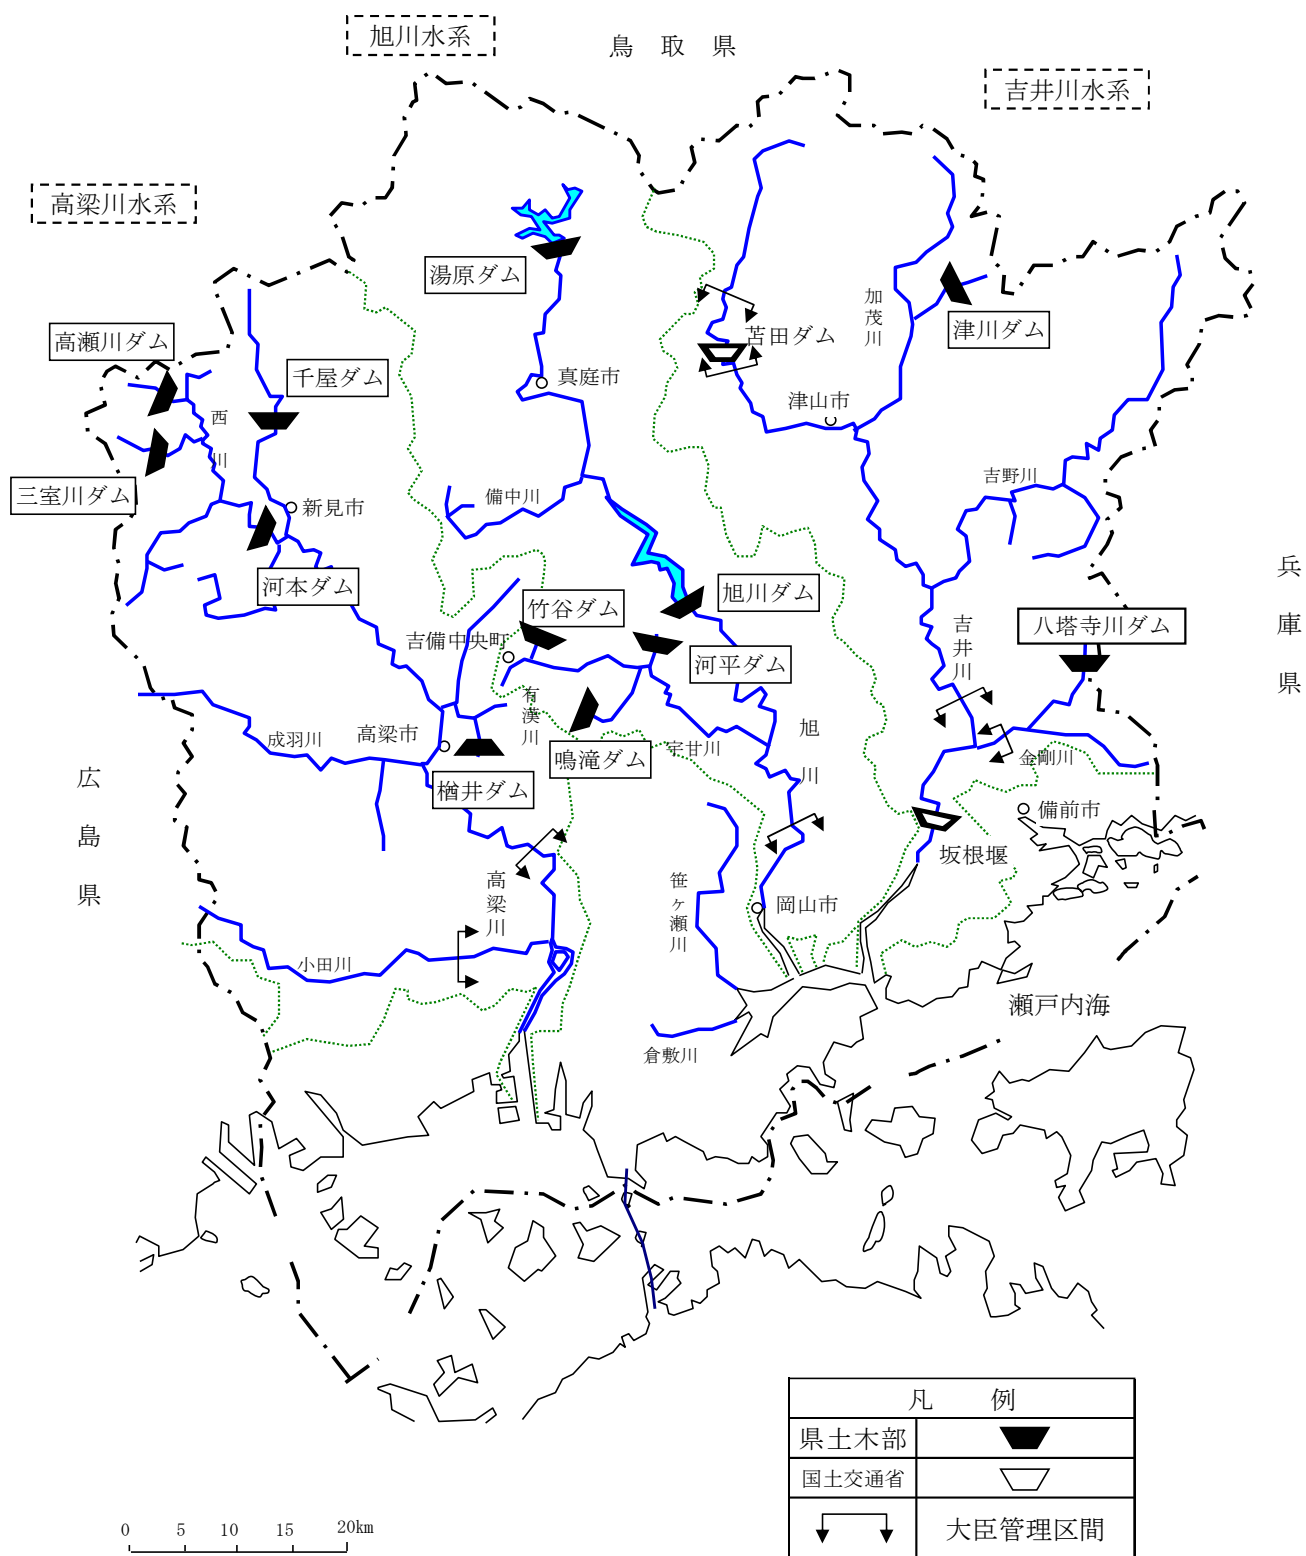 旭川水系
鳥取県
吉井川水系
高梁川水系
湯原ダム
加茂川
津川ダム
高瀬川ダム
苫田ダム
千屋ダム
真庭市
津山市
西川
三室川ダム
新見市
備中川
吉野川
河本ダム
竹谷ダム
旭川ダム
兵庫県
吉備中央町
河平ダム
吉井川
八塔寺川ダム
有漢川
成羽川
高梁市
鳴滝ダム
宇甘川
旭川
金剛川
広島県
楢井ダム
備前市
坂根堰
高梁川
笹ヶ瀬川
岡山市
小田川
瀬戸内海
倉敷川
凡例
県土木部
国土交通省
大臣管理区間
0 5 10 15 20km